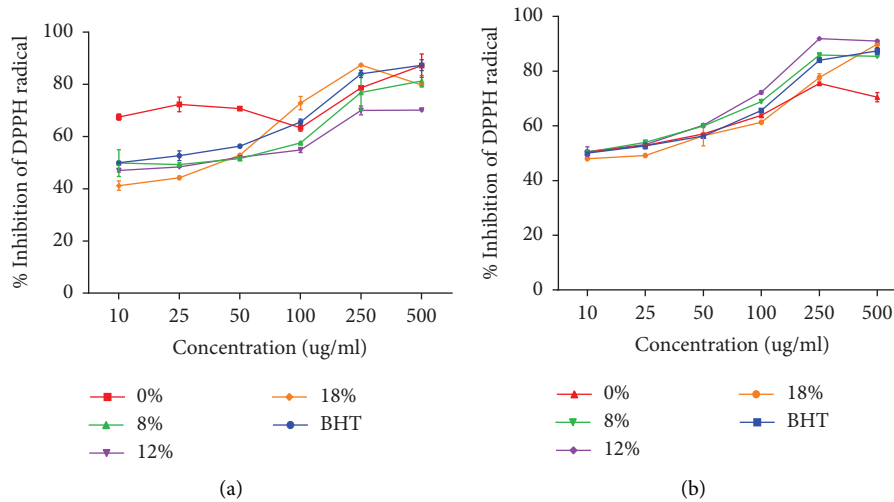 100
80
60
40
20
0
% Inhibition of DPPH radical
10 25 50 100 250 500
Concentration (ug/ml)
0% 18%
8% BHT
12%
(a)
100
80
60
40
20
0
% Inhibition of DPPH radical
10 25 50 100 250 500
Concentration (ug/ml)
0% 18%
8% BHT
12%
(b)